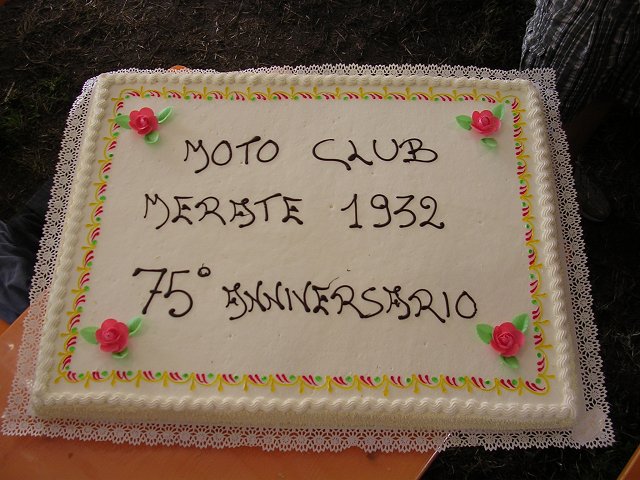 MOTO CLUB
MERATE 1932
75° ANNIVERSARIO